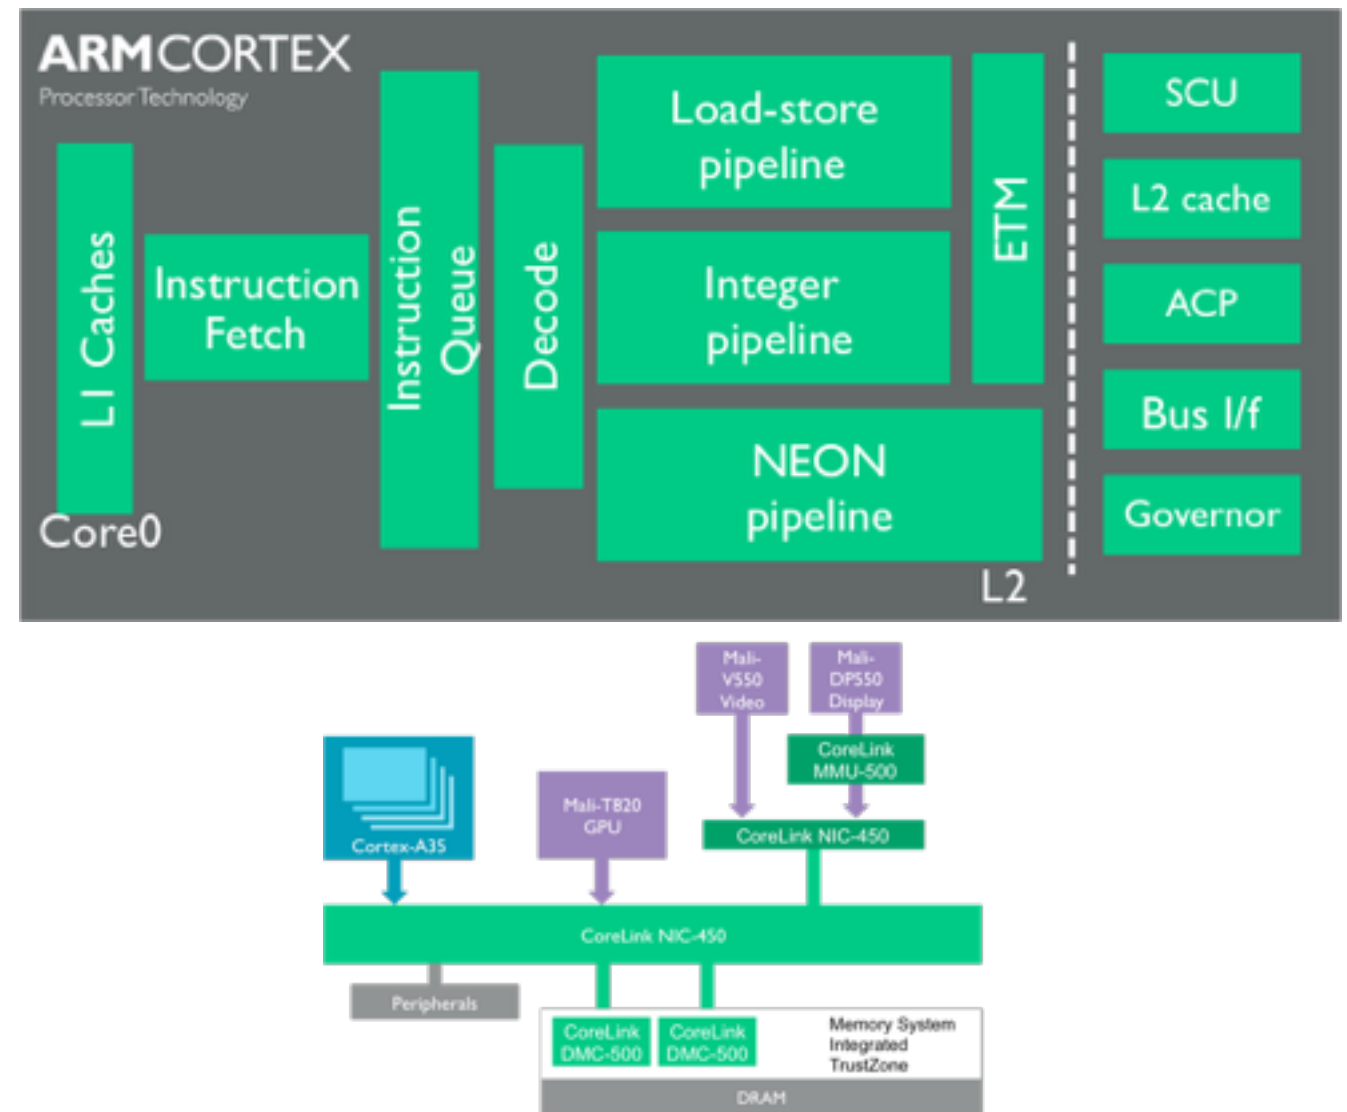 ARMCORTEX
Processor Technology
L1 Caches
Core0
Instruction
Fetch
Instruction
Queue
Decode
Load-store
pipeline
Integer
pipeline
NEON
pipeline
ETM
L2
SCU
L2 cache
ACP
Bus I/f
Governor
Mali-
V550
Video
Mali-
DP550
Display
CoreLink
MMU-500
CoreLink NIC-450
Cortex-A35
Mali-T820
GPU
CoreLink NIC-450
Peripherals
CoreLink
DMC-500
CoreLink
DMC-500
Memory System
Integrated
TrustZone
DRAM